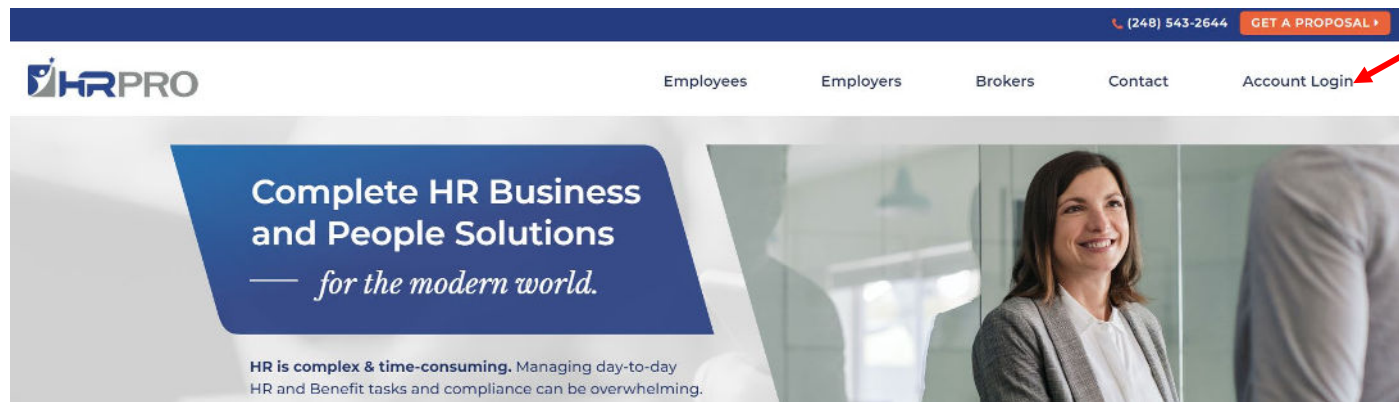 (248) 543-2644 GET A PROPOSAL
HRPRO
Employees Employers Brokers Contact Account Login
Complete HR Business
and People Solutions
for the modern world.
HR is complex & time-consuming. Managing day-to-day
HR and Benefit tasks and compliance can be overwhelming.